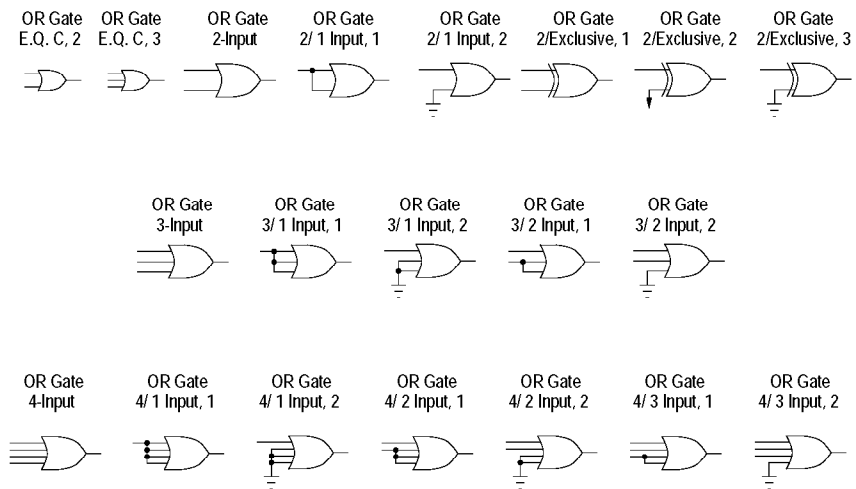 OR Gate
E.Q. C, 2
OR Gate
E.Q. C, 3
OR Gate
2-Input
OR Gate
2/ 1 Input, 1
OR Gate
2/ 1 Input, 2
OR Gate
2/Exclusive, 1
OR Gate
2/Exclusive, 2
OR Gate
2/Exclusive, 3
OR Gate
3-Input
OR Gate
3/ 1 Input, 1
OR Gate
3/ 1 Input, 2
OR Gate
3/ 2 Input, 1
OR Gate
3/ 2 Input, 2
OR Gate
4-Input
OR Gate
4/ 1 Input, 1
OR Gate
4/ 1 Input, 2
OR Gate
4/ 2 Input, 1
OR Gate
4/ 2 Input, 2
OR Gate
4/ 3 Input, 1
OR Gate
4/ 3 Input, 2